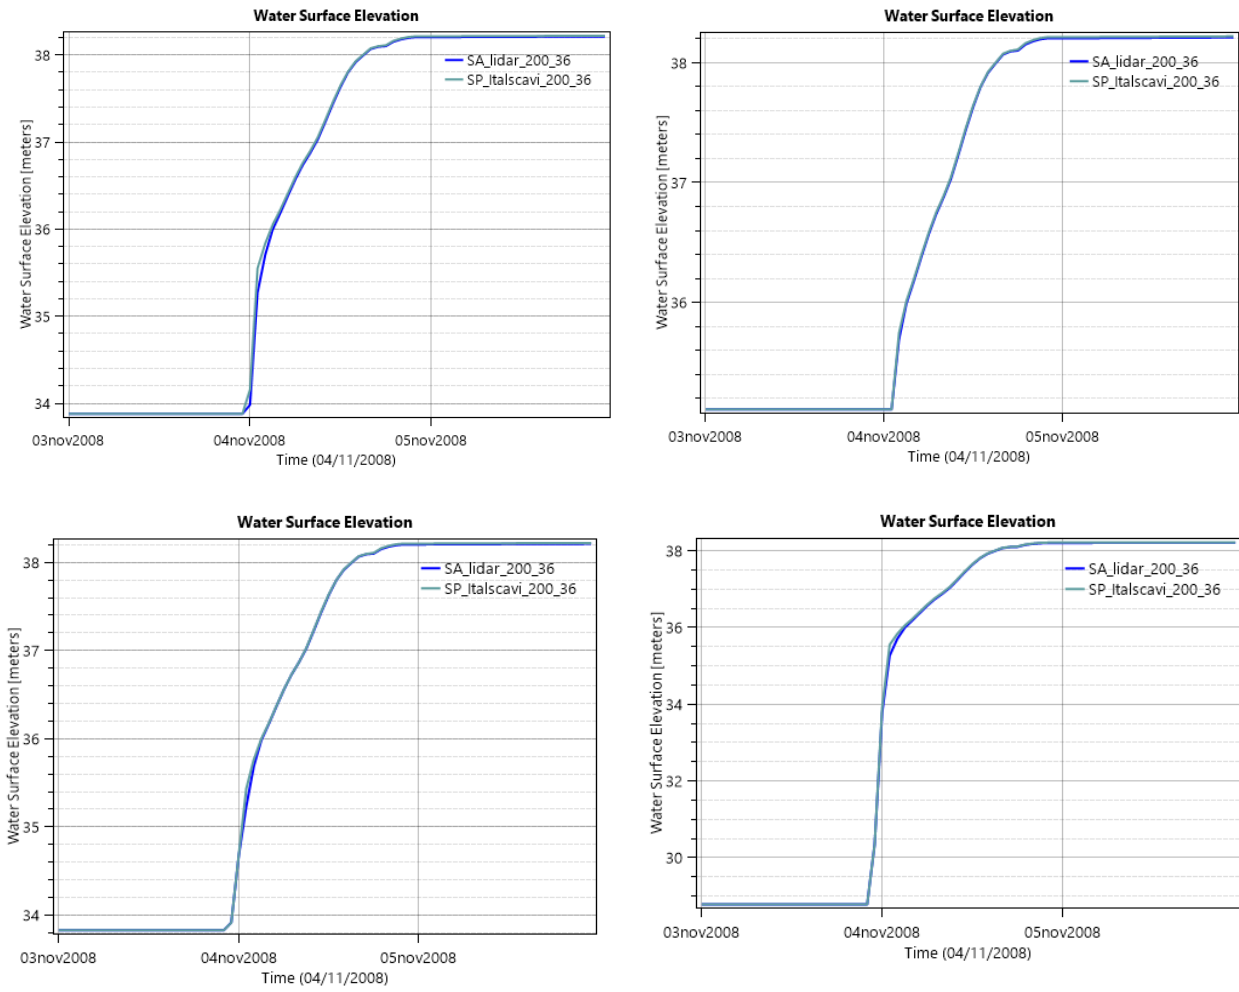 Water Surface Elevation
Water Surface Elevation [meters]
38
37
36
35
34
SA_lidar_200_36
SP_Italscavi_200_36
03nov2008 04nov2008 05nov2008
Time (04/11/2008)
Water Surface Elevation
Water Surface Elevation [meters]
38
37
36
SA_lidar_200_36
SP_Italscavi_200_36
03nov2008 04nov2008 05nov2008
Time (04/11/2008)
Water Surface Elevation
Water Surface Elevation [meters]
38
37
36
35
34
SA_lidar_200_36
SP_Italscavi_200_36
03nov2008 04nov2008 05nov2008
Time (04/11/2008)
Water Surface Elevation
Water Surface Elevation [meters]
38
36
34
32
30
SA_lidar_200_36
SP_Italscavi_200_36
03nov2008 04nov2008 05nov2008
Time (04/11/2008)